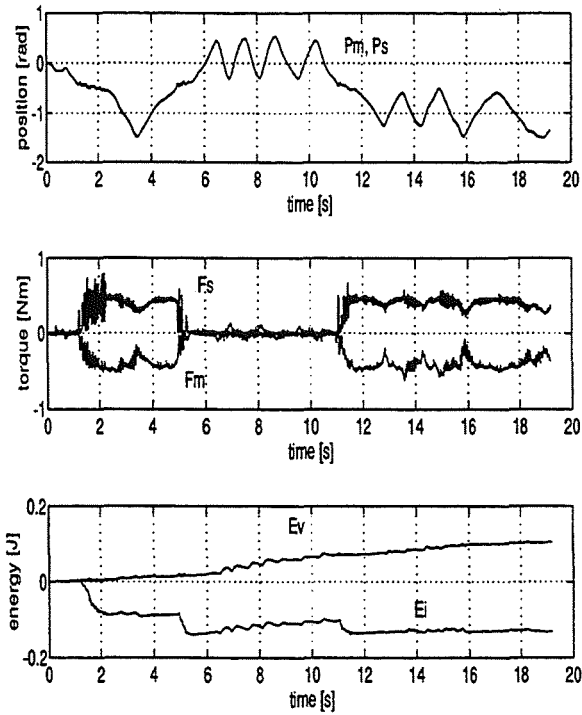 1
0
-1
-2
position [rad]
Pm, Ps
0 2 4 6 8 10 12 14 16 18 20
time [s]
1
0
-1
torque [Nm]
Fs
Fm
0 2 4 6 8 10 12 14 16 18 20
time [s]
0.2
0
-0.2
energy [J]
Ev
Ei
0 2 4 6 8 10 12 14 16 18 20
time [s]